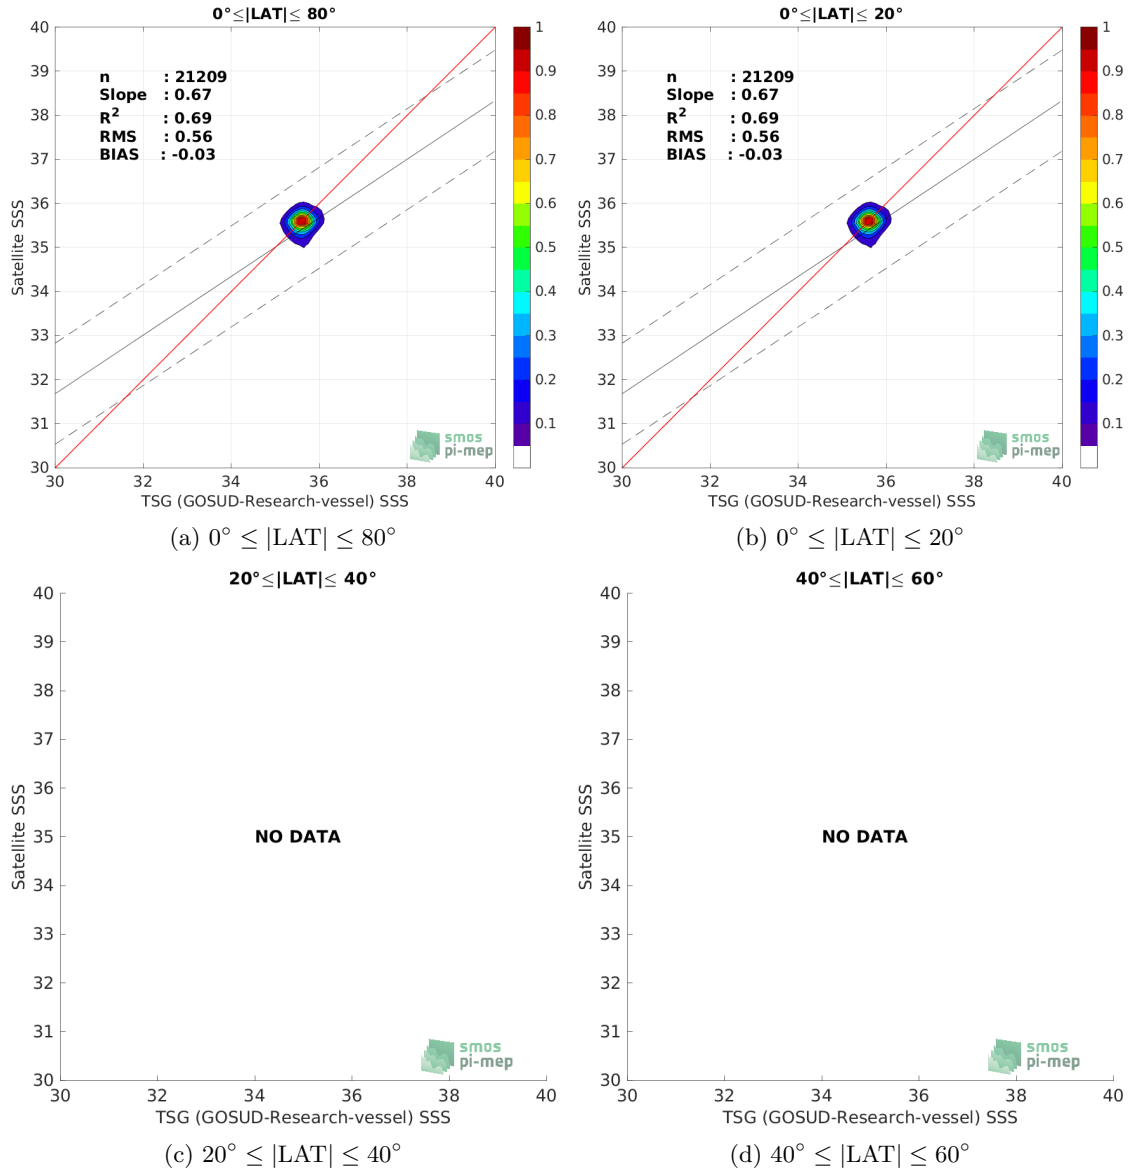 0°≤|LAT|≤ 80°
40
39
38
37
36
35
34
33
32
31
30
Satellite SSS
n : 21209
Slope : 0.67
R² : 0.69
RMS : 0.56
BIAS : -0.03
smos
pi-mep
30 32 34 36 38 40
TSG (GOSUD-Research-vessel) SSS
1
0.9
0.8
0.7
0.6
0.5
0.4
0.3
0.2
0.1
(a) 0° ≤ |LAT| ≤ 80°
0°≤|LAT|≤ 20°
40
39
38
37
36
35
34
33
32
31
30
Satellite SSS
n : 21209
Slope : 0.67
R² : 0.69
RMS : 0.56
BIAS : -0.03
smos
pi-mep
30 32 34 36 38 40
TSG (GOSUD-Research-vessel) SSS
1
0.9
0.8
0.7
0.6
0.5
0.4
0.3
0.2
0.1
(b) 0° ≤ |LAT| ≤ 20°
20°≤|LAT|≤ 40°
40
39
38
37
36
35
34
33
32
31
30
Satellite SSS
NO DATA
smos
pi-mep
30 32 34 36 38 40
TSG (GOSUD-Research-vessel) SSS
(c) 20° ≤ |LAT| ≤ 40°
40°≤|LAT|≤ 60°
40
39
38
37
36
35
34
33
32
31
30
Satellite SSS
NO DATA
smos
pi-mep
30 32 34 36 38 40
TSG (GOSUD-Research-vessel) SSS
(d) 40° ≤ |LAT| ≤ 60°